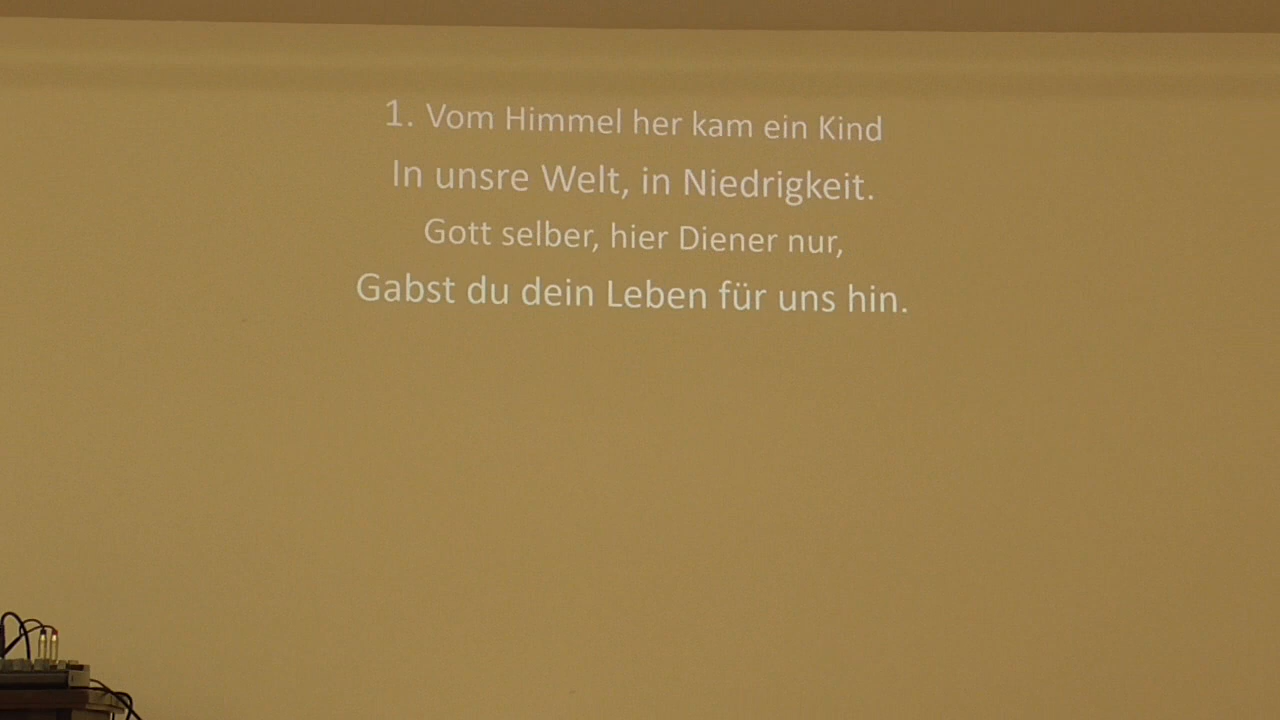 1. Vom Himmel her kam ein Kind
In unsre Welt, in Niedrigkeit.
Gott selber, hier Diener nur,
Gabst du dein Leben für uns hin.